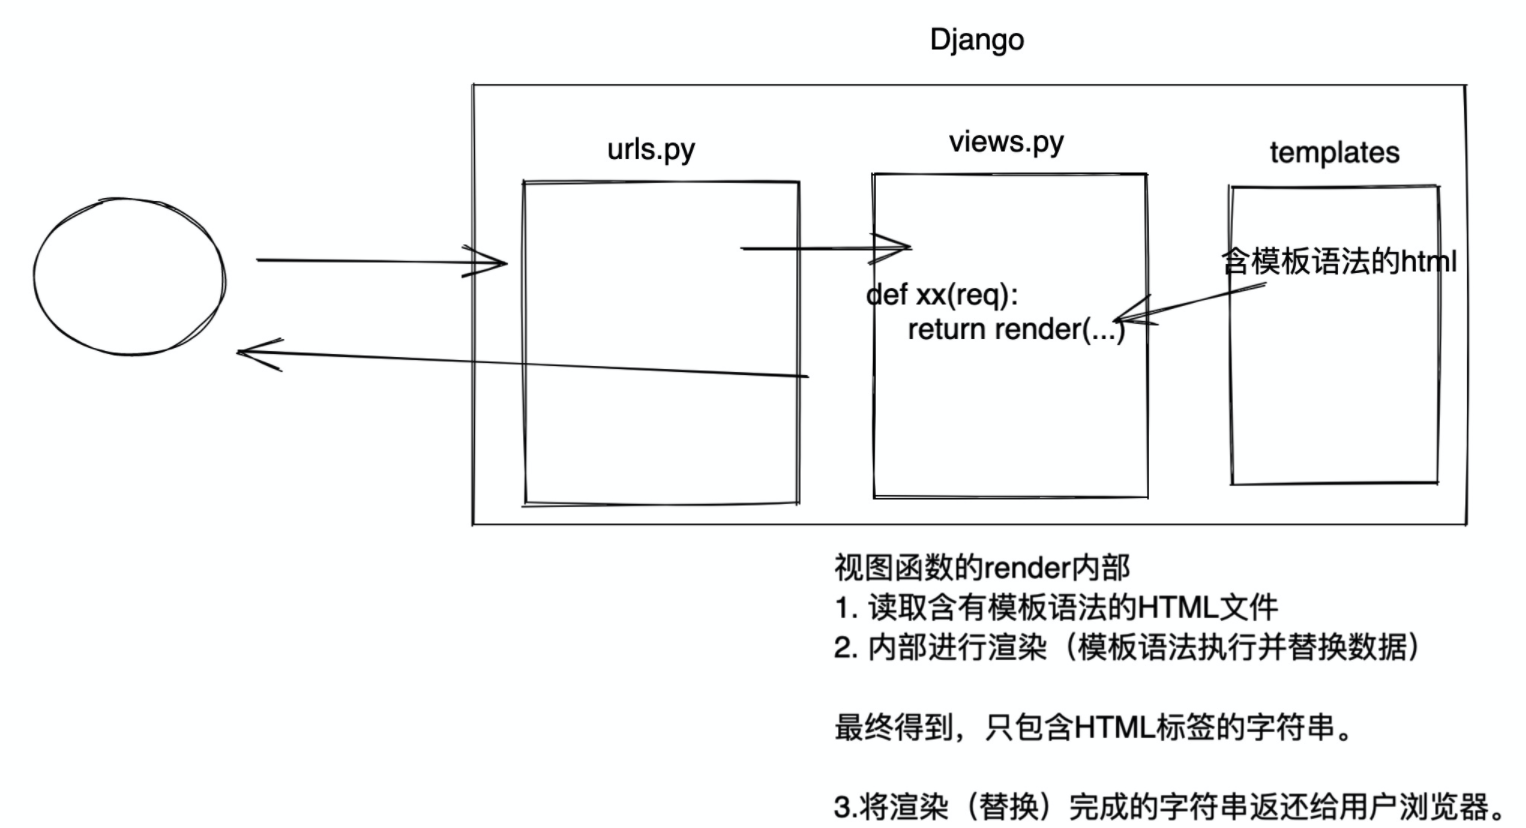 Django
urls.py
views.py
templates
含模板语法的html
def xx(req):
return render(...)
视图函数的render内部
1. 读取含有模板语法的HTML文件
2. 内部进行渲染（模板语法执行并替换数据）
最终得到，只包含HTML标签的字符串。
3.将渲染（替换）完成的字符串返还给用户浏览器。